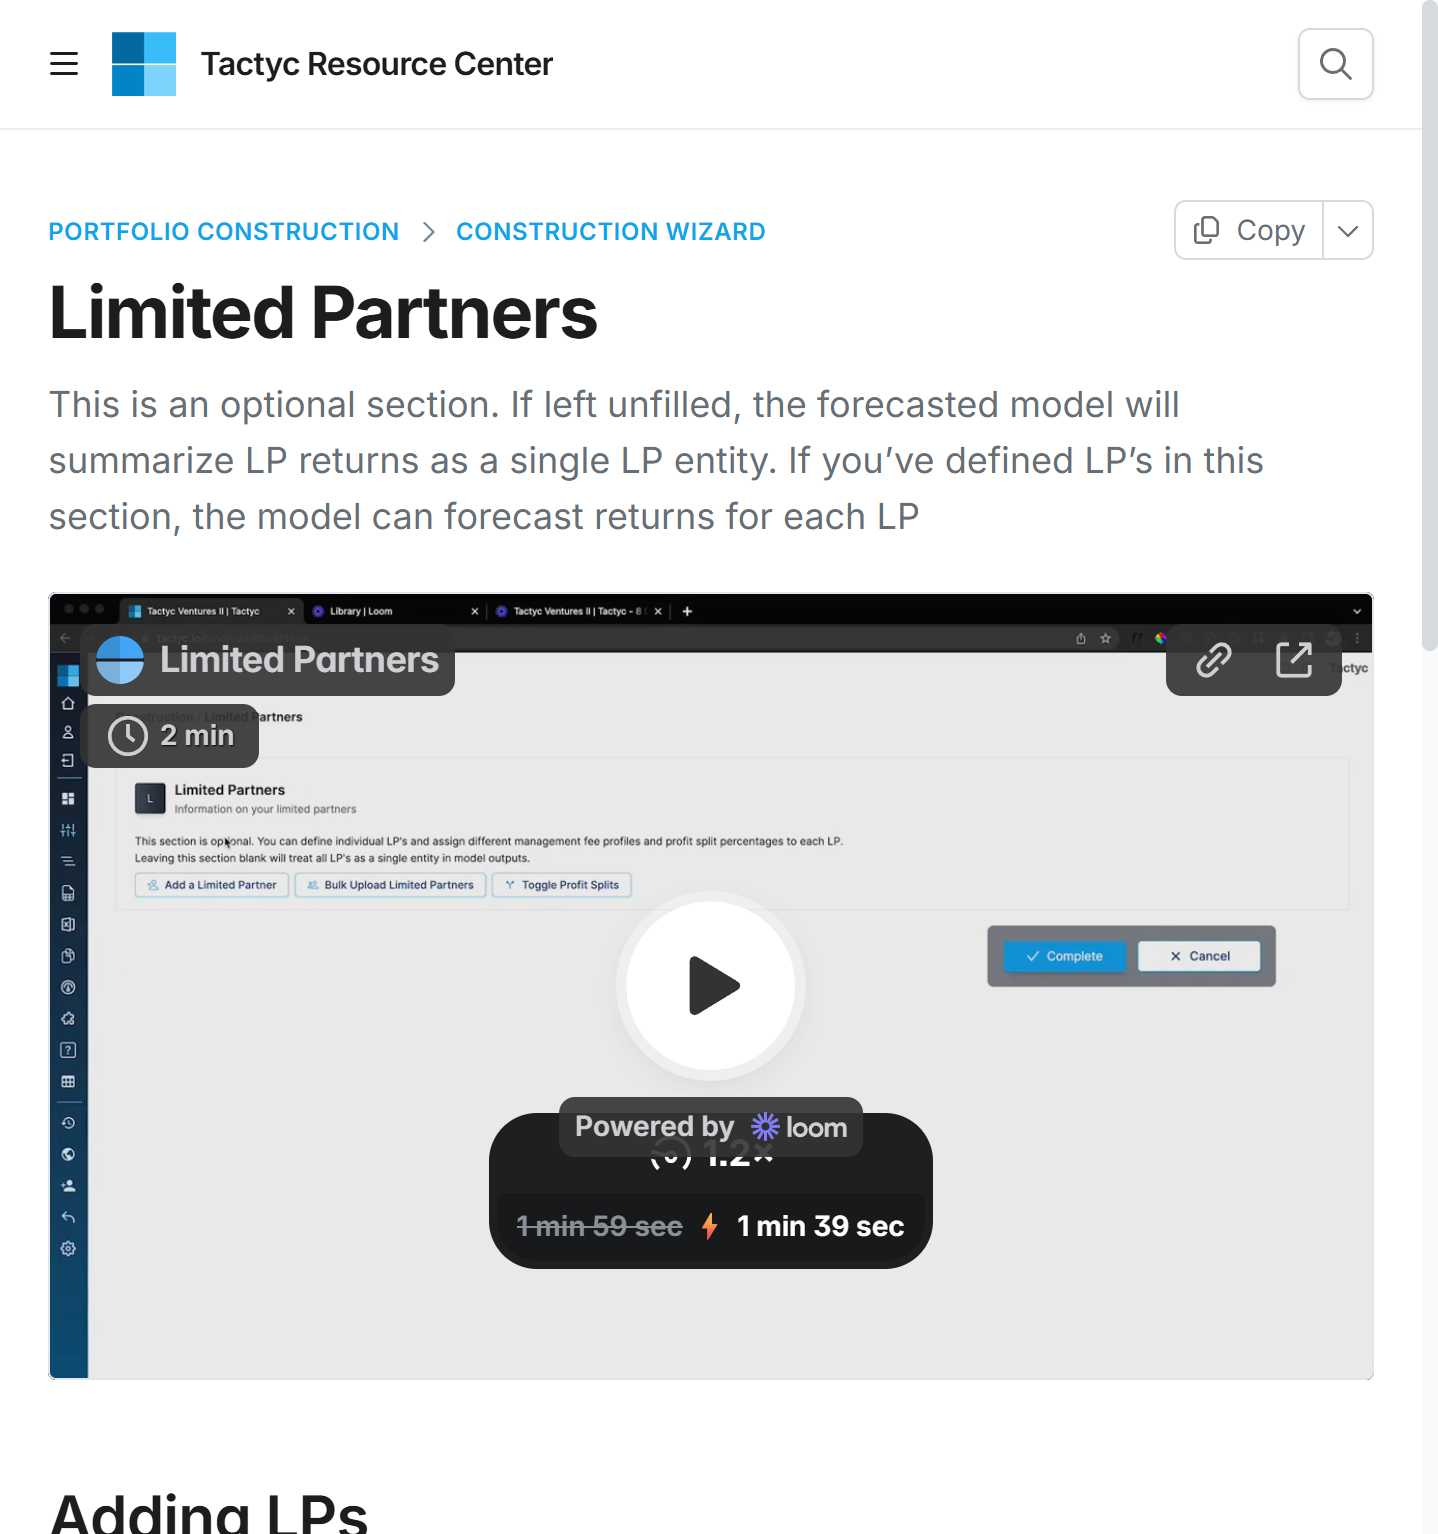 Tactyc Resource Center
PORTFOLIO CONSTRUCTION > CONSTRUCTION WIZARD
Copy
Limited Partners
This is an optional section. If left unfilled, the forecasted model will
summarize LP returns as a single LP entity. If you’ve defined LP’s in this
section, the model can forecast returns for each LP
Tactyc Ventures II | Tactyc
Library | Loom
Tactyc Ventures II | Tactyc - 8
Limited Partners
Tactyc
Limited Partners
2 min
L
Limited Partners
Information on your limited partners
This section is optional. You can define individual LP's and assign different management fee profiles and profit split percentages to each LP.
Leaving this section blank will treat all LP's as a single entity in model outputs.
Add a Limited Partner
Bulk Upload Limited Partners
Toggle Profit Splits
Complete
Cancel
Powered by loom
1.2×
1 min 59 sec 1 min 39 sec
Adding LPs